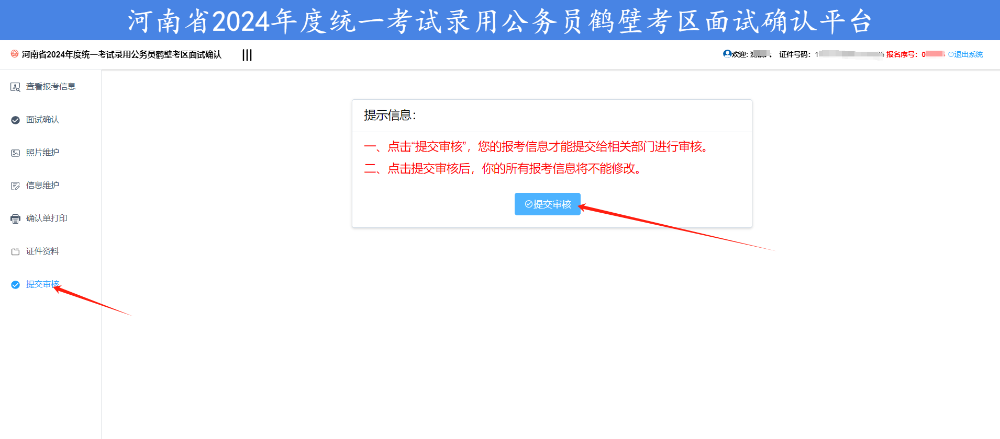 河南省2024年度统一考试录用公务员鹤壁考区面试确认平台
河南省2024年度统一考试录用公务员鹤壁考区面试确认
欢迎: 证件号码: 报名序号: 退出系统
查看报考信息
面试确认
照片维护
信息维护
确认单打印
证件资料
提交审核
提示信息：
一、点击“提交审核”，您的报考信息才能提交给相关部门进行审核。
二、点击提交审核后，你的所有报考信息将不能修改。
提交审核